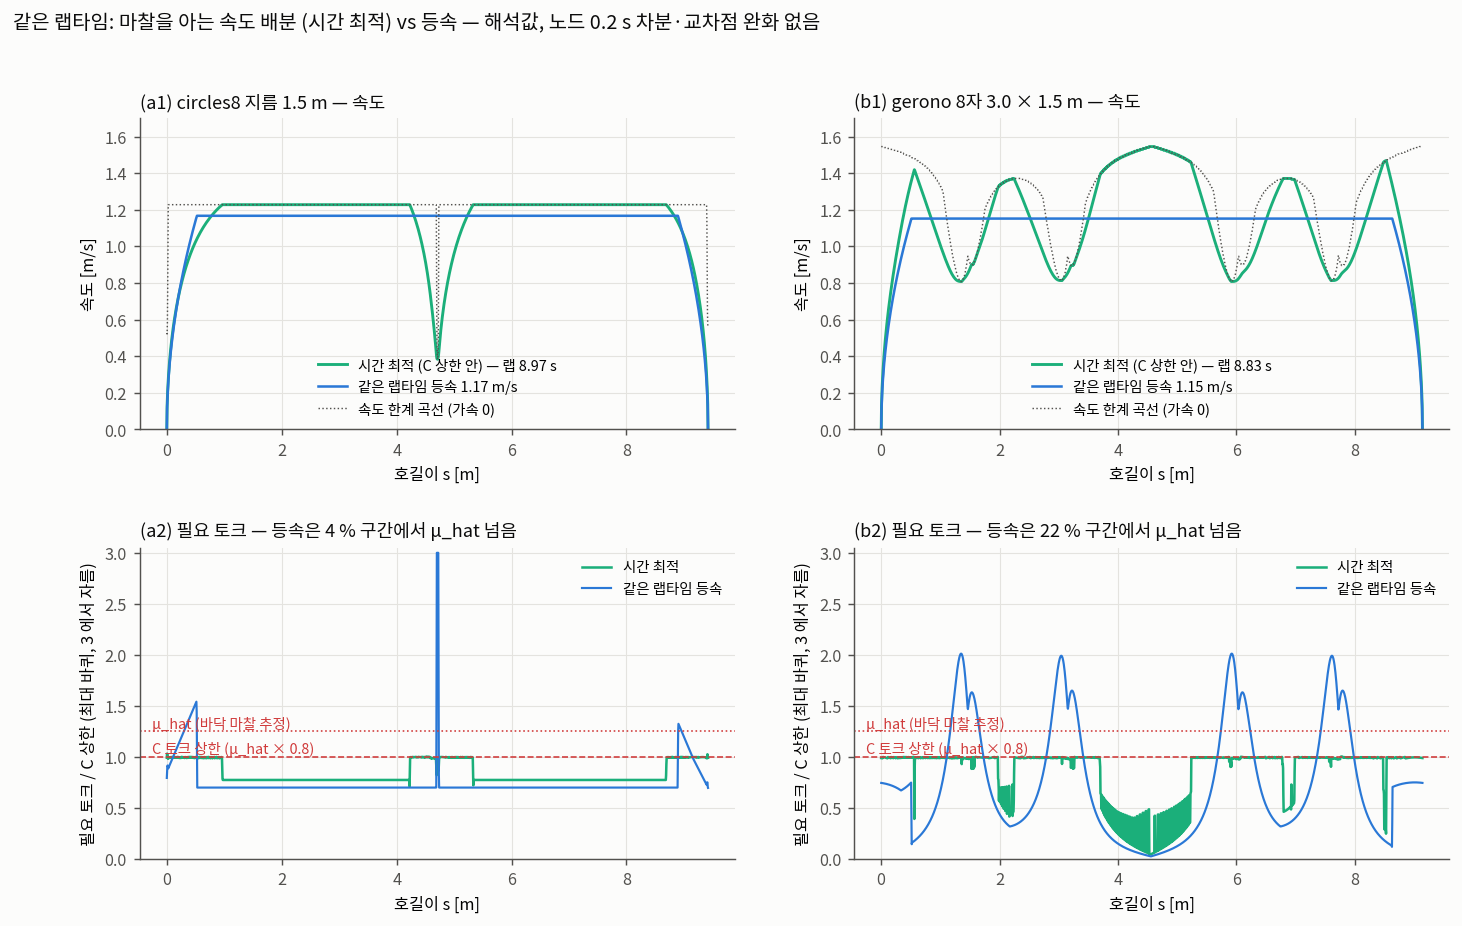 같은 랩타임: 마찰을 아는 속도 배분 (시간 최적) vs 등속 — 해석값, 노드 0.2 s 차분·교차점 완화 없음
(a1) circles8 지름 1.5 m — 속도
속도 [m/s]
1.6
1.4
1.2
1.0
0.8
0.6
0.4
0.2
0.0
시간 최적 (C 상한 안) — 랩 8.97 s
같은 랩타임 등속 1.17 m/s
속도 한계 곡선 (가속 0)
0 2 4 6 8
호길이 s [m]
(b1) gerono 8자 3.0 × 1.5 m — 속도
속도 [m/s]
1.6
1.4
1.2
1.0
0.8
0.6
0.4
0.2
0.0
시간 최적 (C 상한 안) — 랩 8.83 s
같은 랩타임 등속 1.15 m/s
속도 한계 곡선 (가속 0)
0 2 4 6 8
호길이 s [m]
(a2) 필요 토크 — 등속은 4 % 구간에서 μ_hat 넘음
필요 토크 / C 상한 (최대 바퀴, 3 에서 자름)
3.0
2.5
2.0
1.5
1.0
0.5
0.0
시간 최적
같은 랩타임 등속
μ_hat (바닥 마찰 추정)
C 토크 상한 (μ_hat × 0.8)
0 2 4 6 8
호길이 s [m]
(b2) 필요 토크 — 등속은 22 % 구간에서 μ_hat 넘음
필요 토크 / C 상한 (최대 바퀴, 3 에서 자름)
3.0
2.5
2.0
1.5
1.0
0.5
0.0
시간 최적
같은 랩타임 등속
μ_hat (바닥 마찰 추정)
C 토크 상한 (μ_hat × 0.8)
0 2 4 6 8
호길이 s [m]